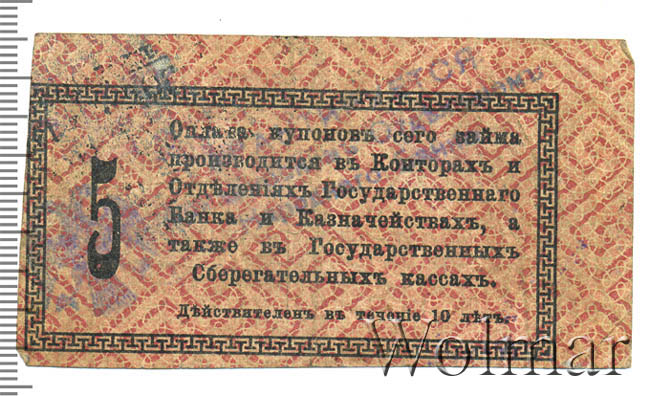 5
Оплата купоновъ сего займа
производится въ Конторахъ и
Отдѣленіяхъ Государственнаго
Банка и Казначействахъ, а
также въ Государственныхъ
Сберегательныхъ кассахъ.
Дѣйствителенъ въ теченіе 10 лѣтъ.
Wolmar